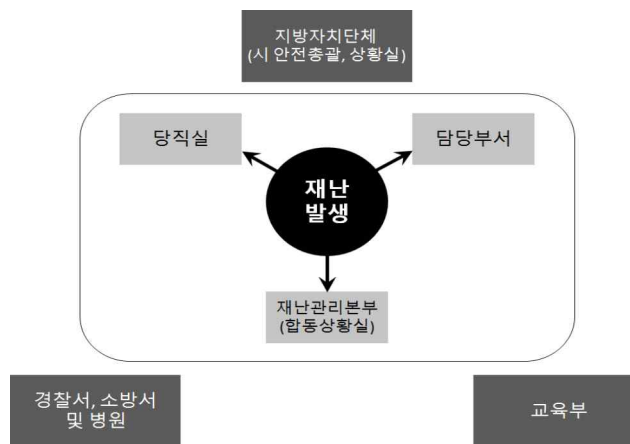 지방자치단체
(시 안전총괄, 상황실)
당직실
담당부서
재난
발생
재난관리본부
(합동상황실)
경찰서, 소방서
및 병원
교육부